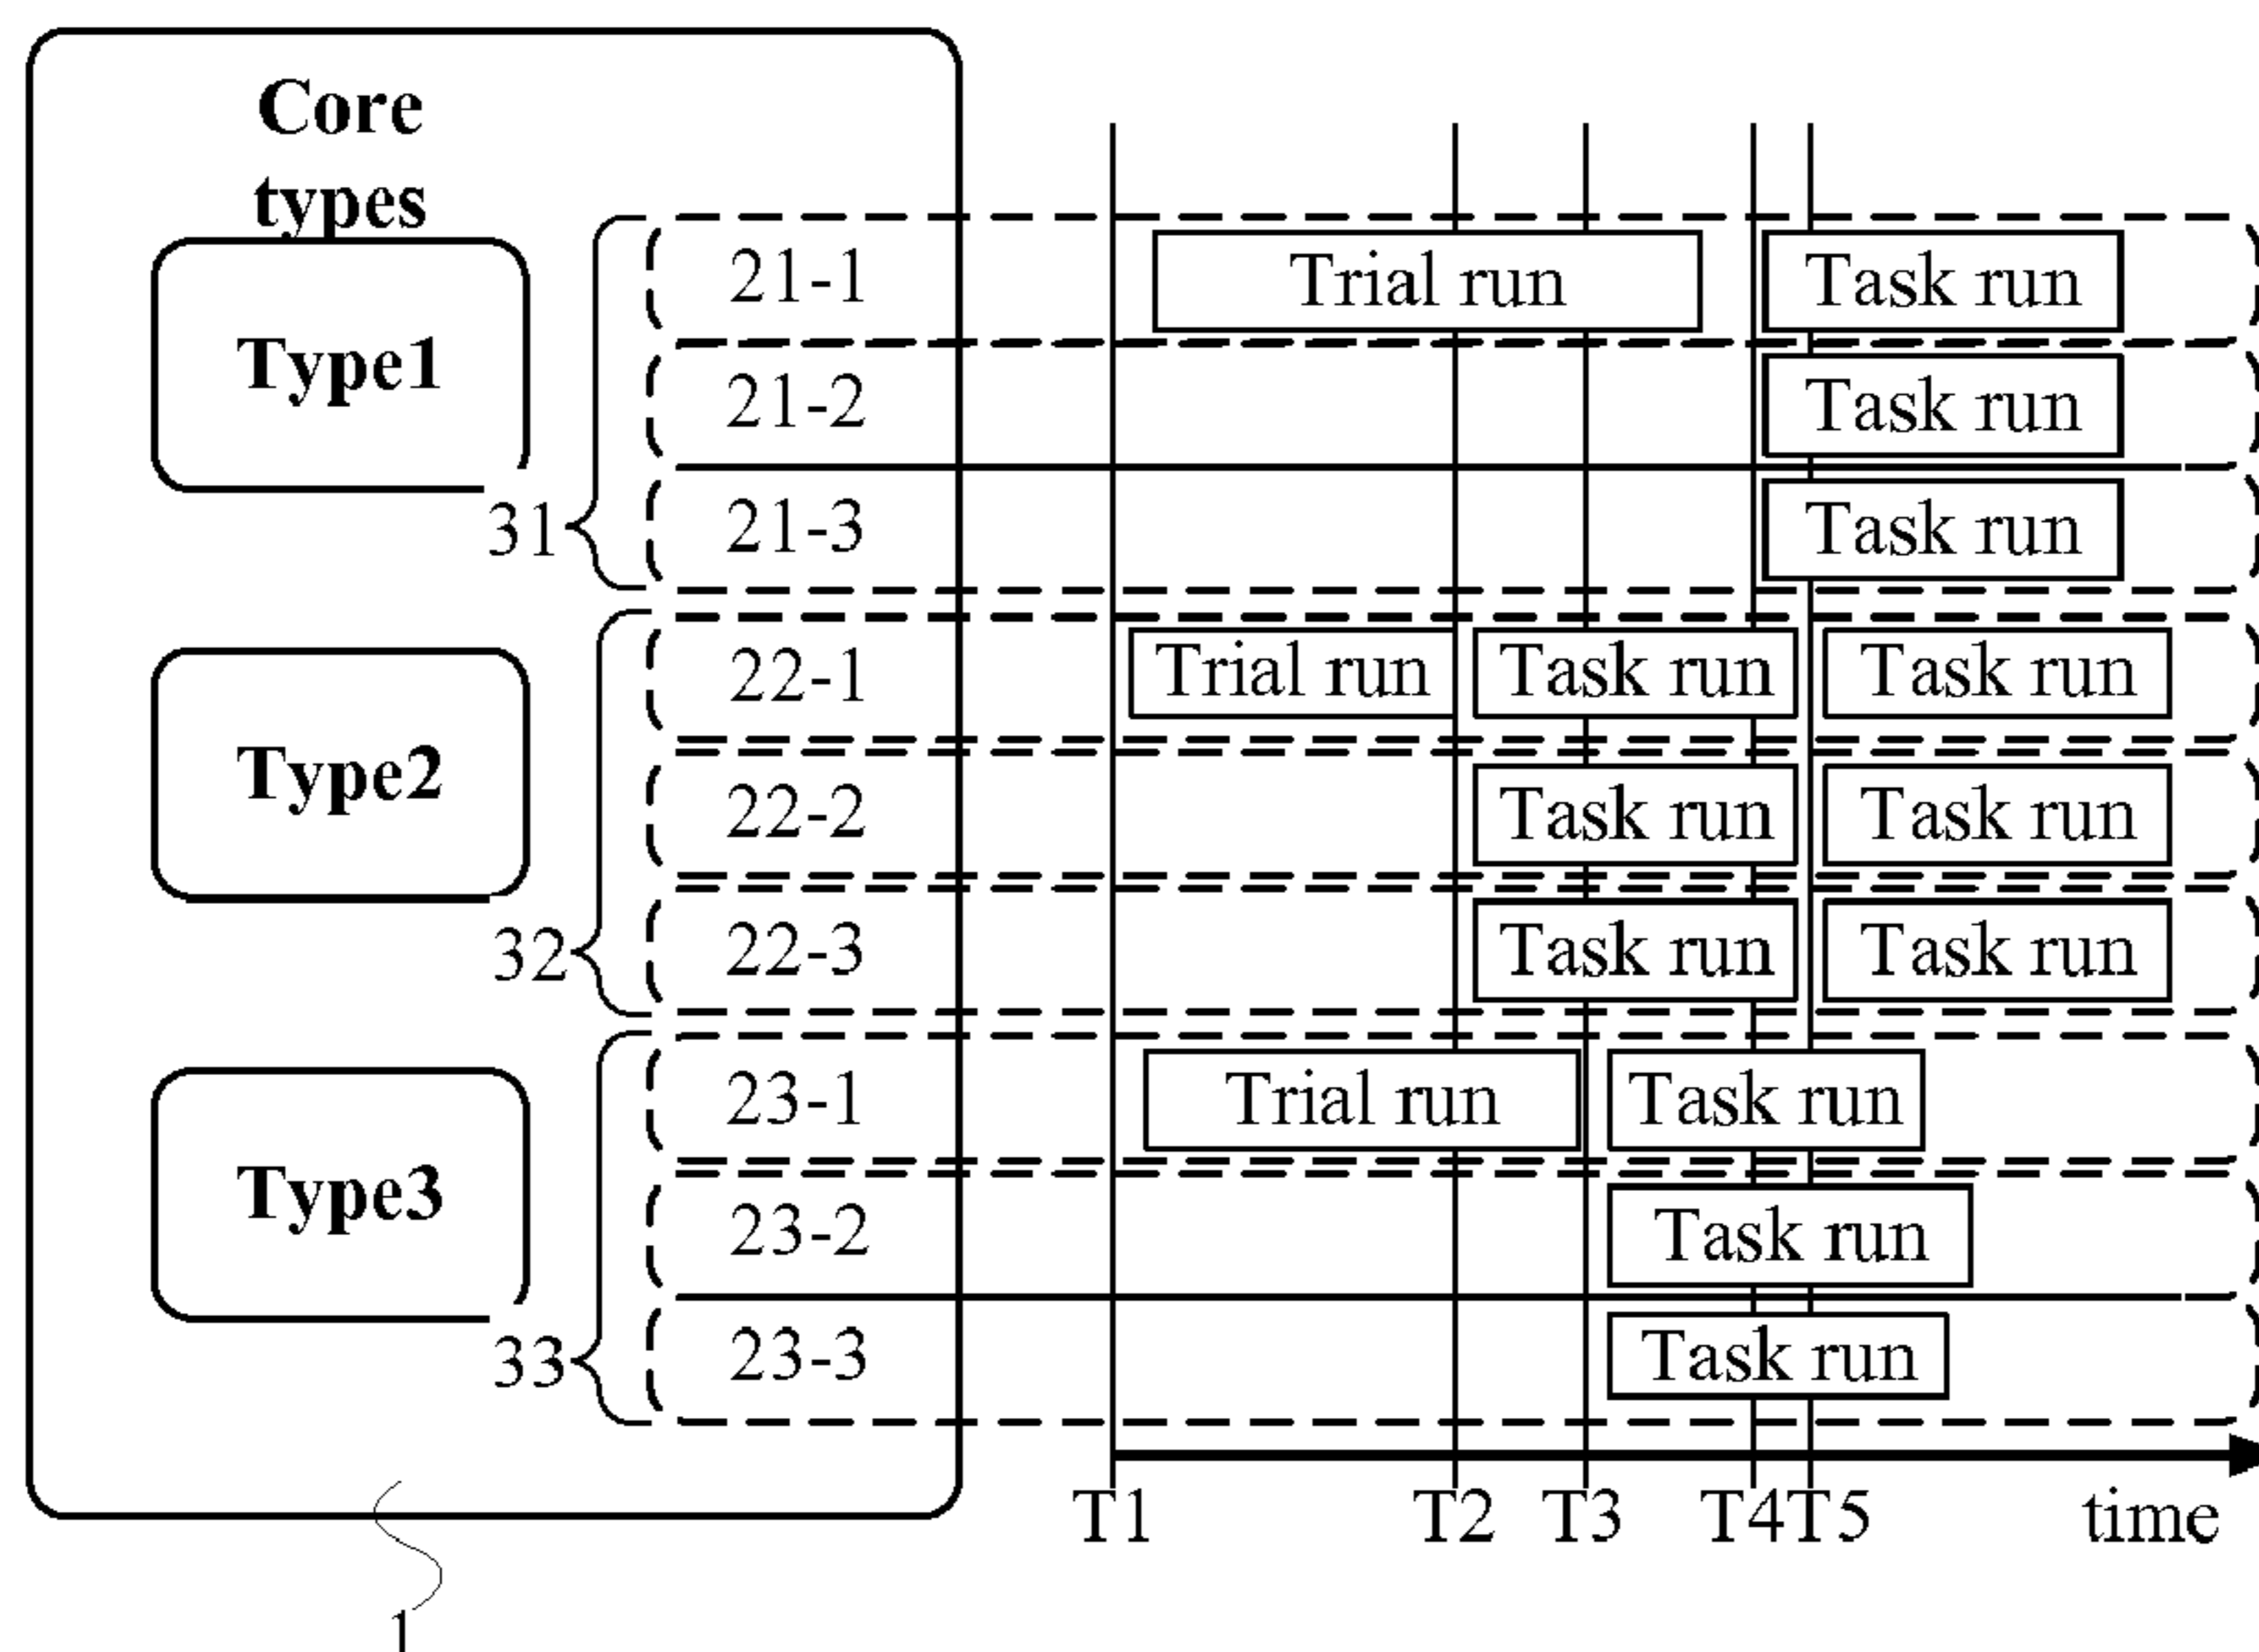 Core
types
Type1
31
21-1 Trial run Task run
21-2 Task run
21-3 Task run
Type2
32
22-1 Trial run Task run Task run
22-2 Task run Task run
22-3 Task run Task run
Type3
33
23-1 Trial run Task run
23-2 Task run
23-3 Task run
T1 T2 T3 T4 T5 time
1